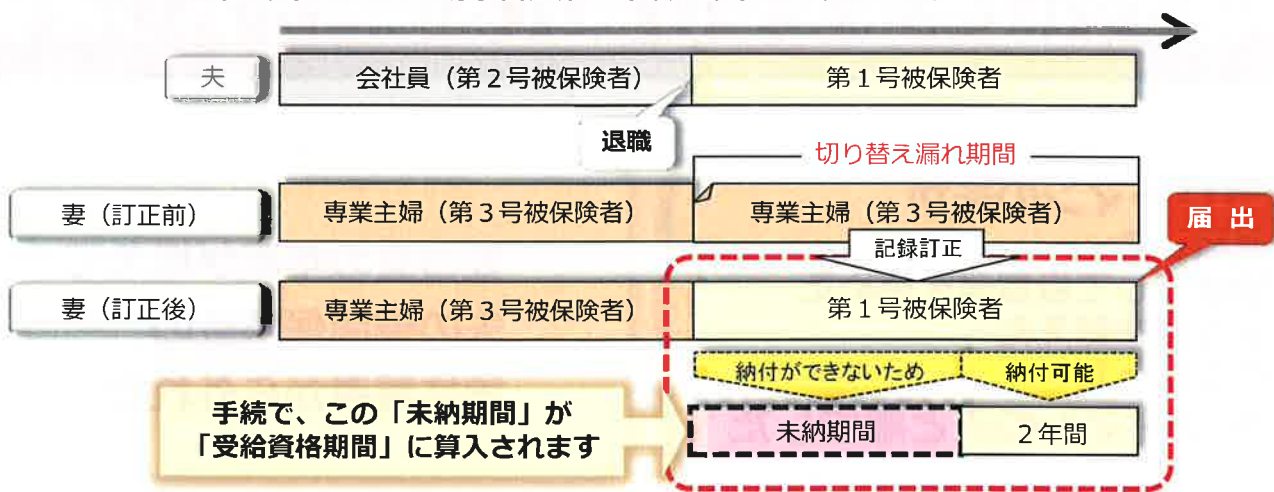 夫
会社員（第２号被保険者）
第１号被保険者
退職
切り替え漏れ期間
妻（訂正前）
専業主婦（第３号被保険者）
専業主婦（第３号被保険者）
届 出
記録訂正
妻（訂正後）
専業主婦（第３号被保険者）
第１号被保険者
納付ができないため
納付可能
手続で、この「未納期間」が
「受給資格期間」に算入されます
未納期間
２年間